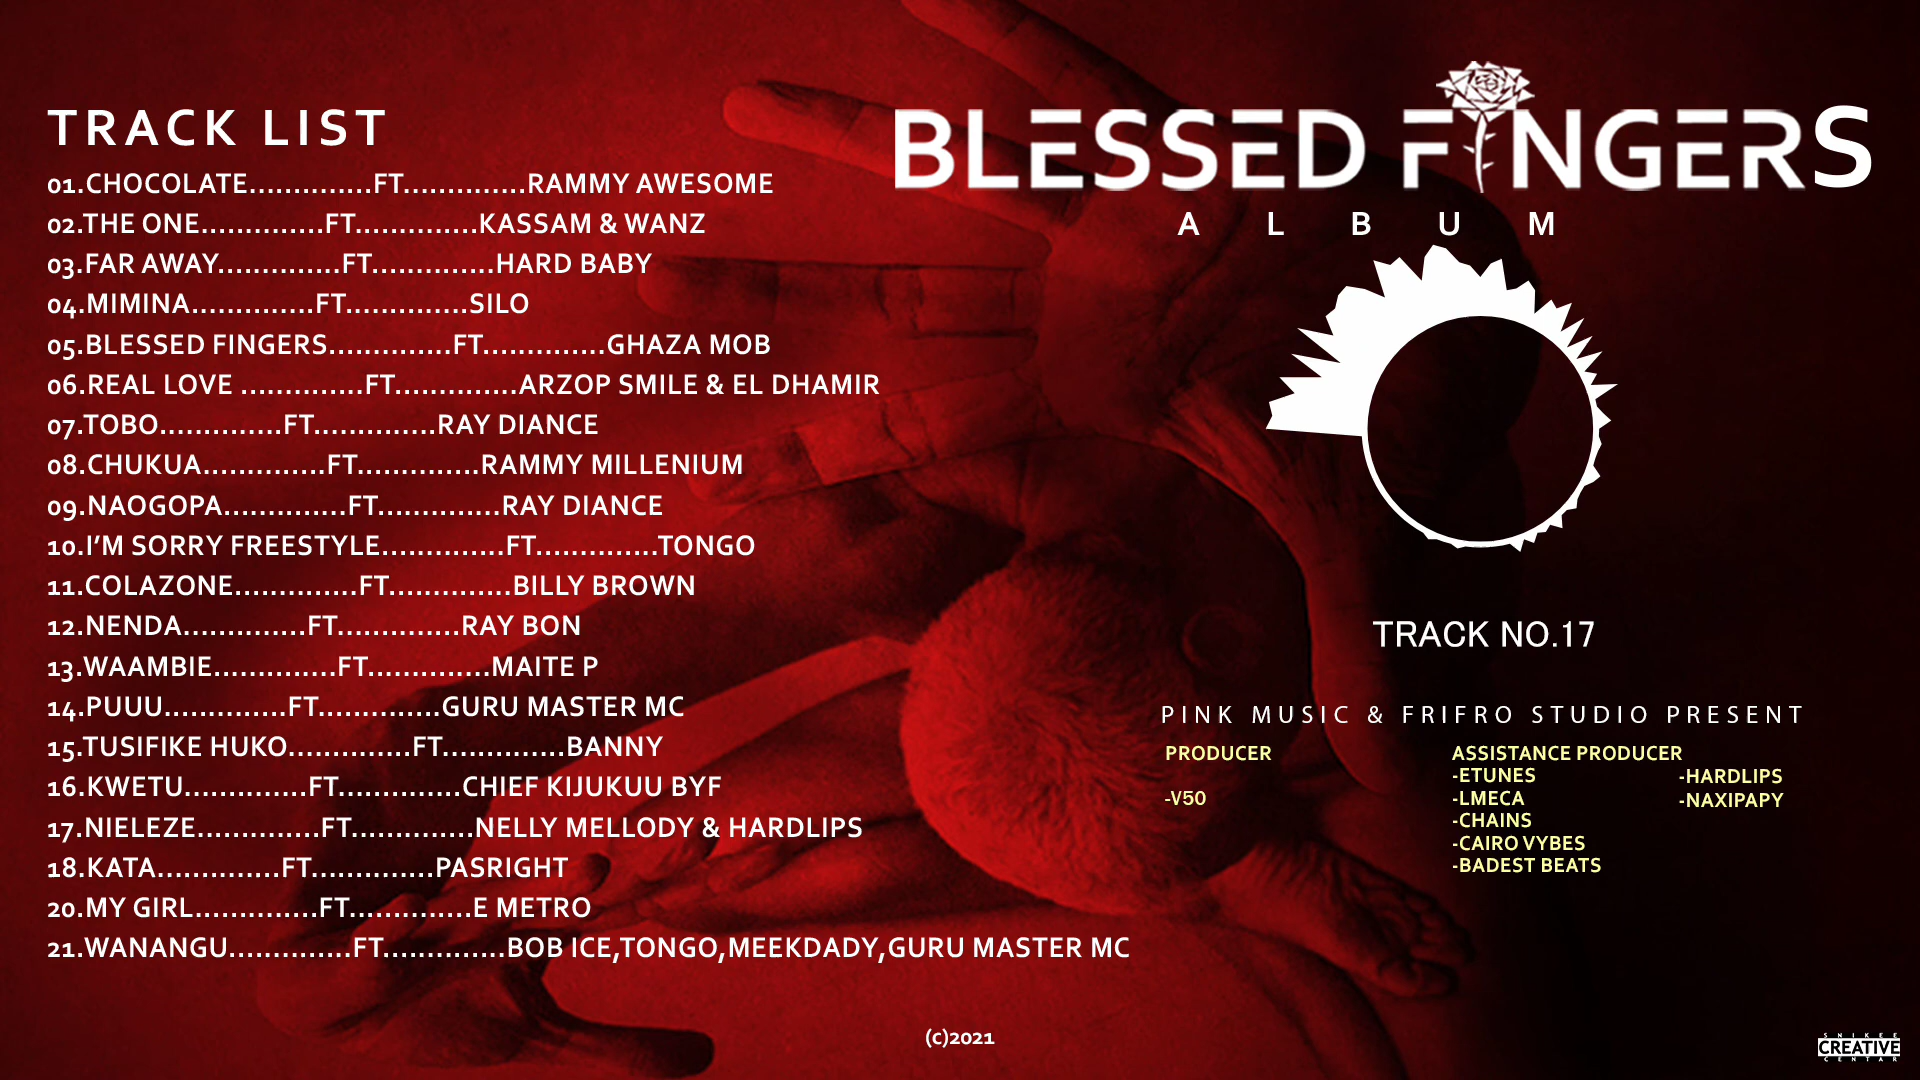 TRACK LIST
01.CHOCOLATE..............FT..............RAMMY AWESOME
02.THE ONE..............FT..............KASSAM & WANZ
03.FAR AWAY..............FT..............HARD BABY
04.MIMINA..............FT..............SILO
05.BLESSED FINGERS..............FT..............GHAZA MOB
06.REAL LOVE ..............FT..............ARZOP SMILE & EL DHAMIR
07.TOBO..............FT..............RAY DIANCE
08.CHUKUA..............FT..............RAMMY MILLENIUM
09.NAOGOPA..............FT..............RAY DIANCE
10.I'M SORRY FREESTYLE..............FT..............TONGO
11.COLAZONE..............FT..............BILLY BROWN
12.NENDA..............FT..............RAY BON
13.WAAMBIE..............FT..............MAITE P
14.PUUU..............FT..............GURU MASTER MC
15.TUSIFIKE HUKO..............FT..............BANNY
16.KWETU..............FT..............CHIEF KIJUKUU BYF
17.NIELEZE..............FT..............NELLY MELLODY & HARDLIPS
18.KATA..............FT..............PASRIGHT
20.MY GIRL..............FT..............E METRO
21.WANANGU..............FT..............BOB ICE,TONGO,MEEKDADY,GURU MASTER MC
BLESSED FINGERS
ALBUM
TRACK NO.17
PINK MUSIC & FRIFRO STUDIO PRESENT
PRODUCER
-V50
ASSISTANCE PRODUCER
-ETUNES
-LMECA
-CHAINS
-CAIRO VYBES
-BADEST BEATS
-HARDLIPS
-NAXIPAPY
(c)2021
SNIKEE
CREATIVE
CENTAR